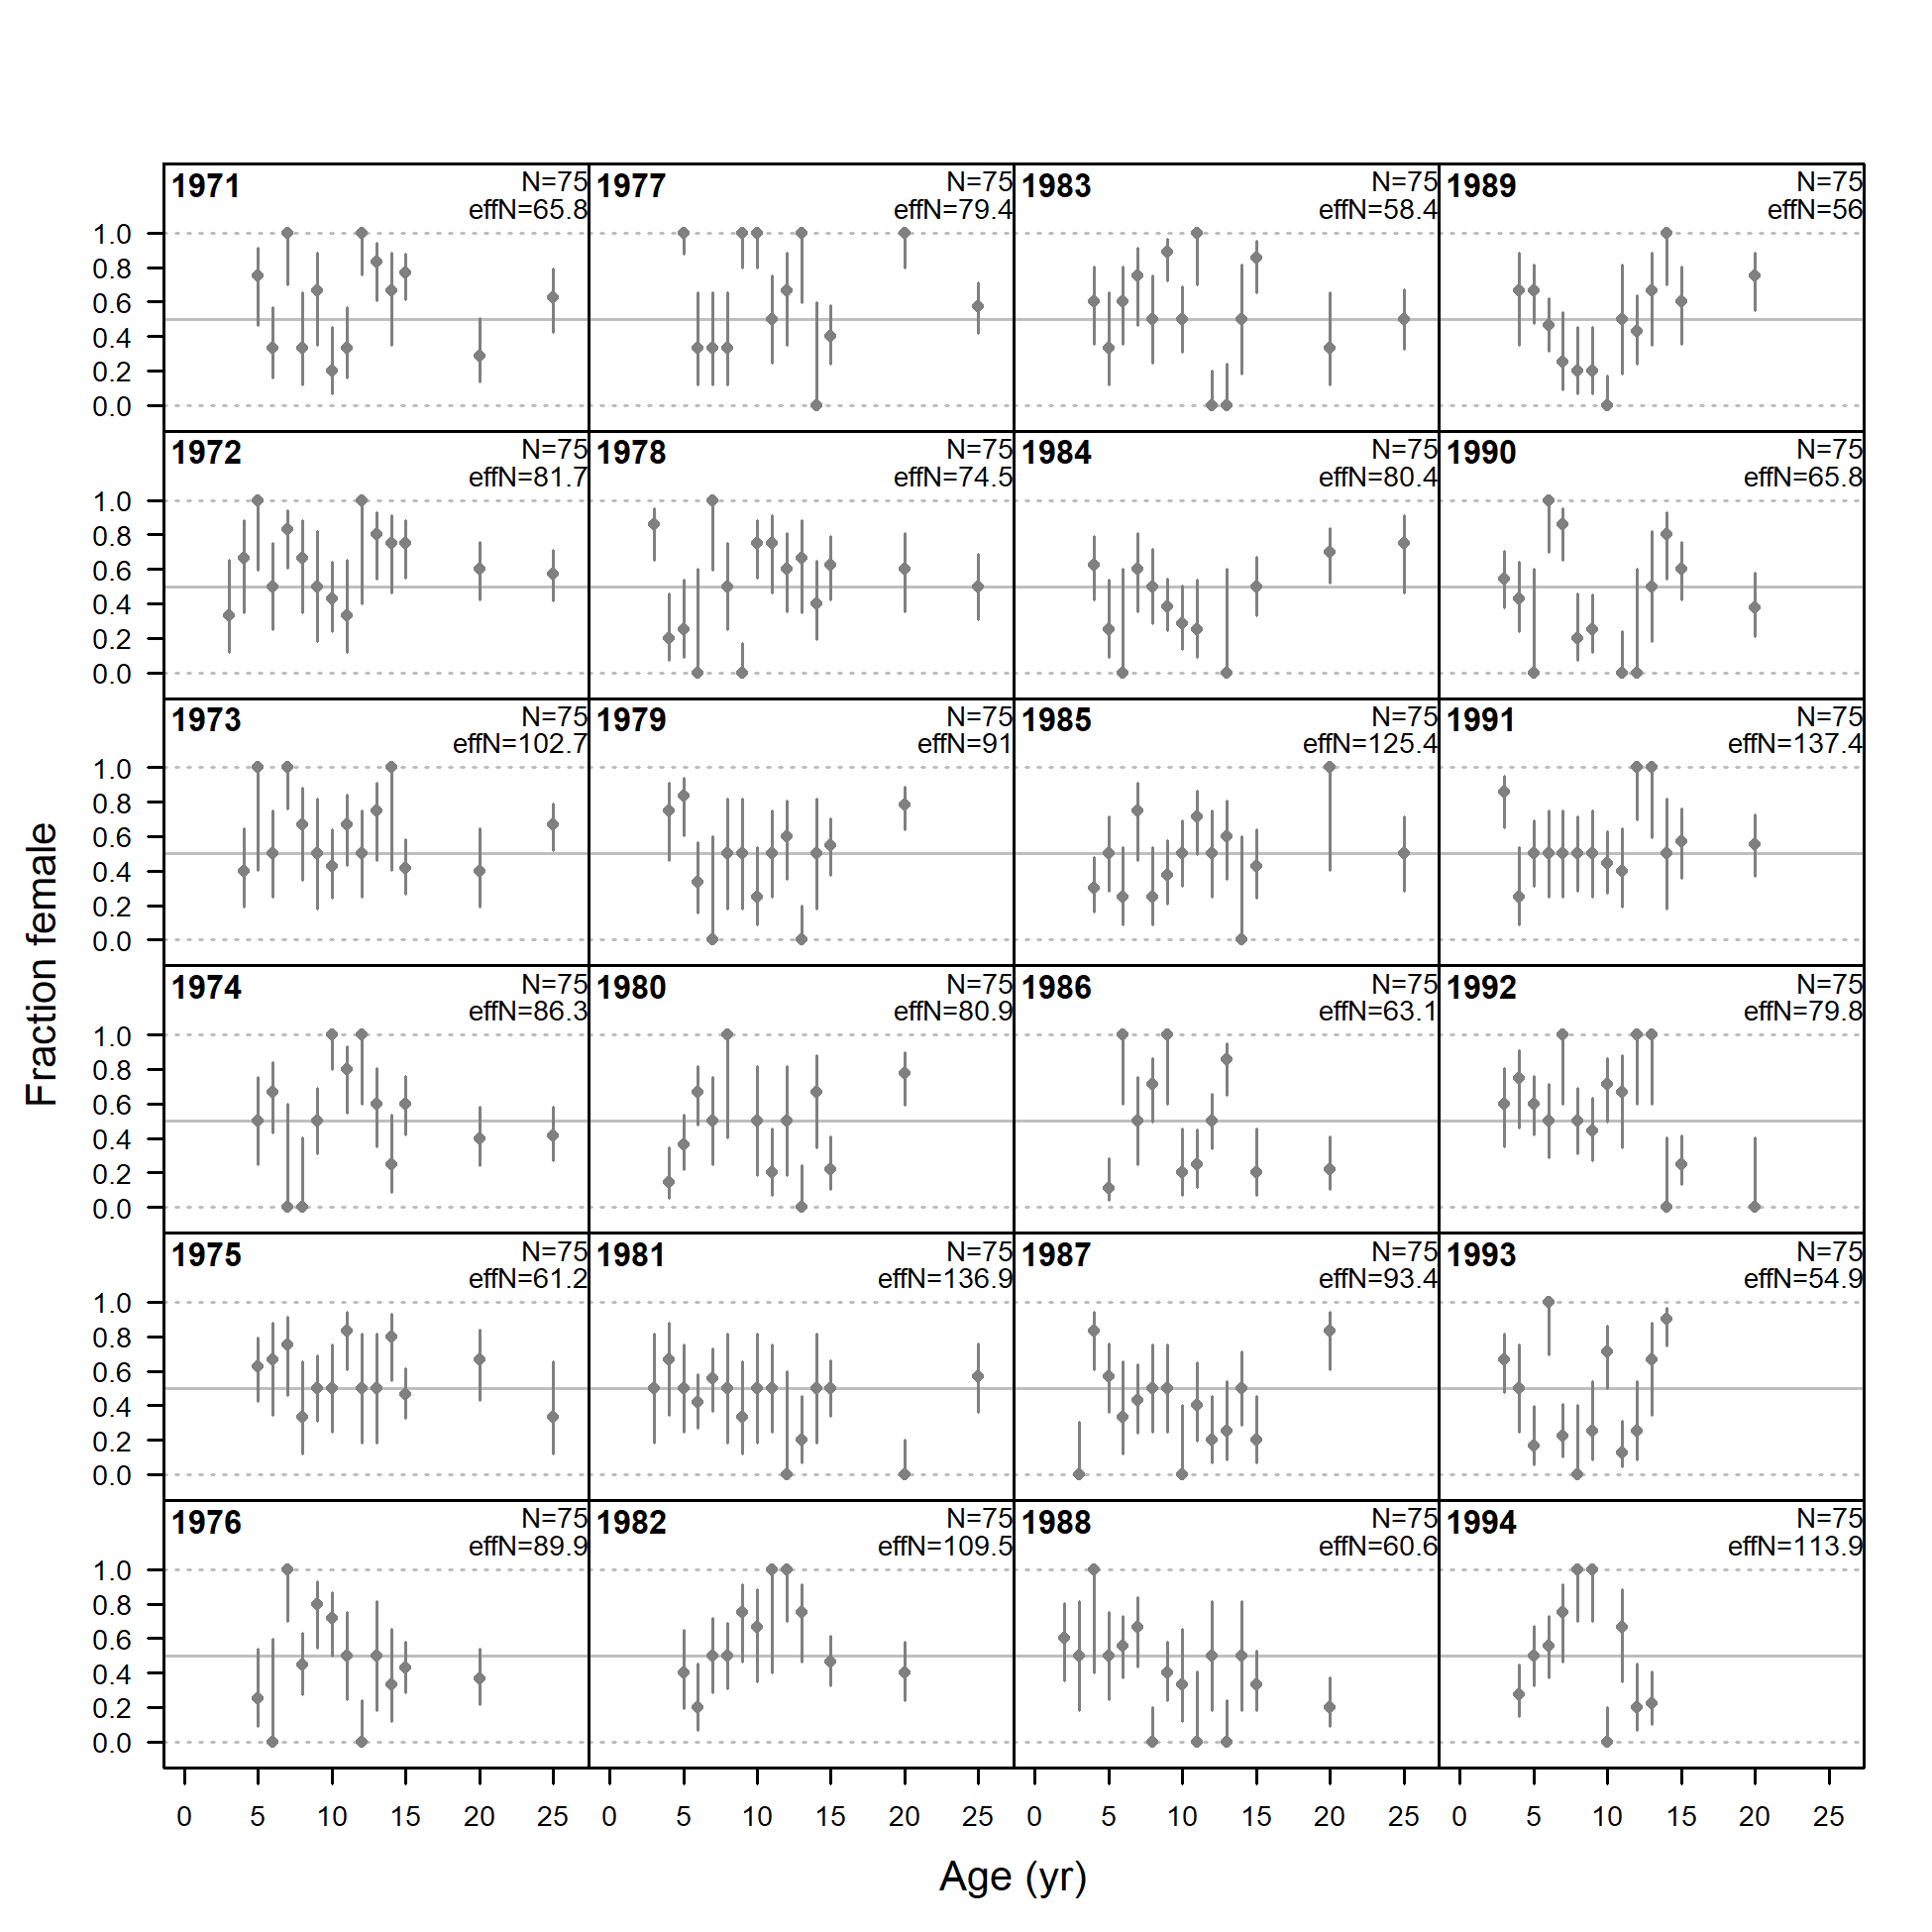 1971 N=75 1977 N=75 1983 N=75 1989 N=75
effN=65.8 effN=79.4 effN=58.4 effN=56
1.0
0.8
0.6
0.4
0.2
0.0
1972 N=75 1978 N=75 1984 N=75 1990 N=75
effN=81.7 effN=74.5 effN=80.4 effN=65.8
1.0
0.8
0.6
0.4
0.2
0.0
1973 N=75 1979 N=75 1985 N=75 1991 N=75
effN=102.7 effN=91 effN=125.4 effN=137.4
1.0
0.8
0.6
0.4
0.2
0.0
1974 N=75 1980 N=75 1986 N=75 1992 N=75
effN=86.3 effN=80.9 effN=63.1 effN=79.8
1.0
0.8
0.6
0.4
0.2
0.0
1975 N=75 1981 N=75 1987 N=75 1993 N=75
effN=61.2 effN=136.9 effN=93.4 effN=54.9
1.0
0.8
0.6
0.4
0.2
0.0
1976 N=75 1982 N=75 1988 N=75 1994 N=75
effN=89.9 effN=109.5 effN=60.6 effN=113.9
1.0
0.8
0.6
0.4
0.2
0.0
0 5 10 15 20 25 0 5 10 15 20 25 0 5 10 15 20 25 0 5 10 15 20 25
Age (yr)
Fraction female